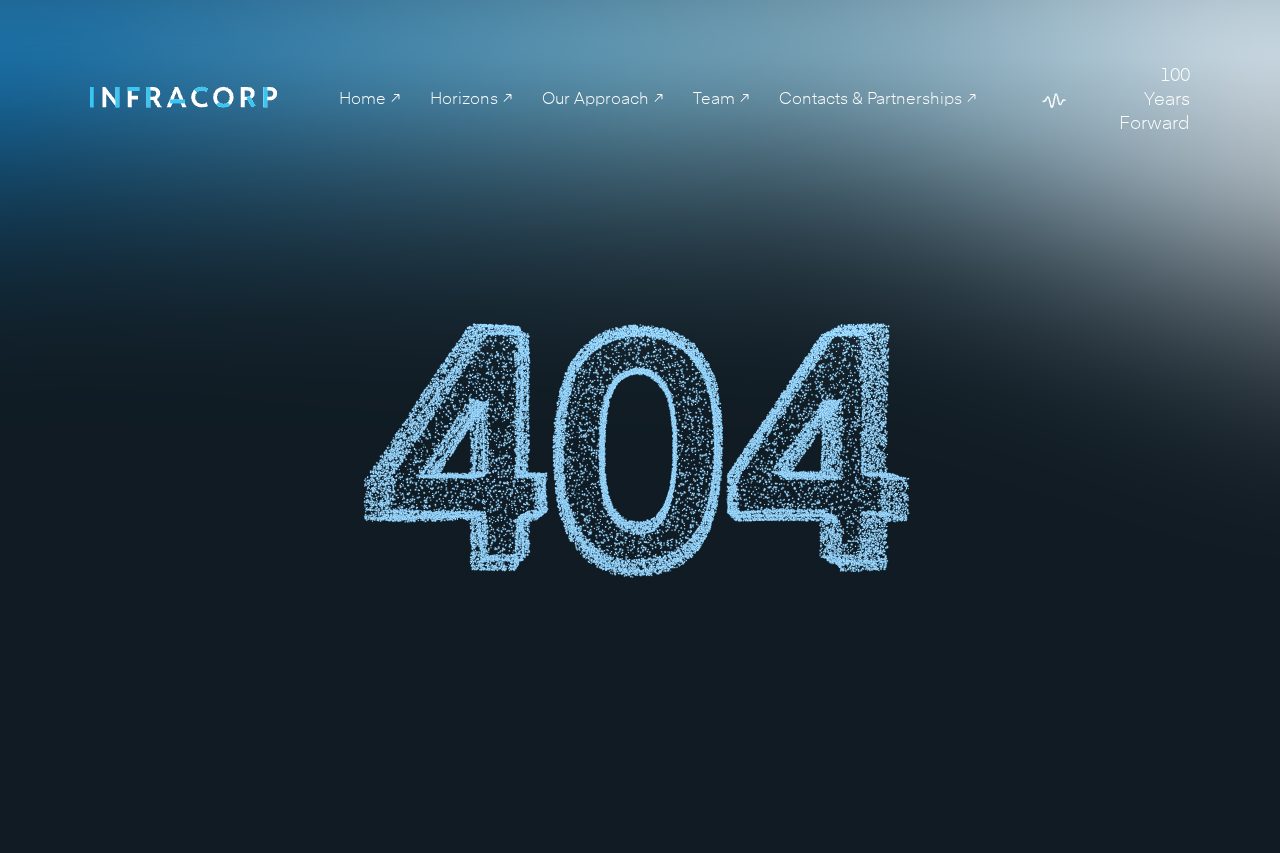 INFRACORP
Home
Horizons
Our Approach
Team
Contacts & Partnerships
100
Years
Forward
404